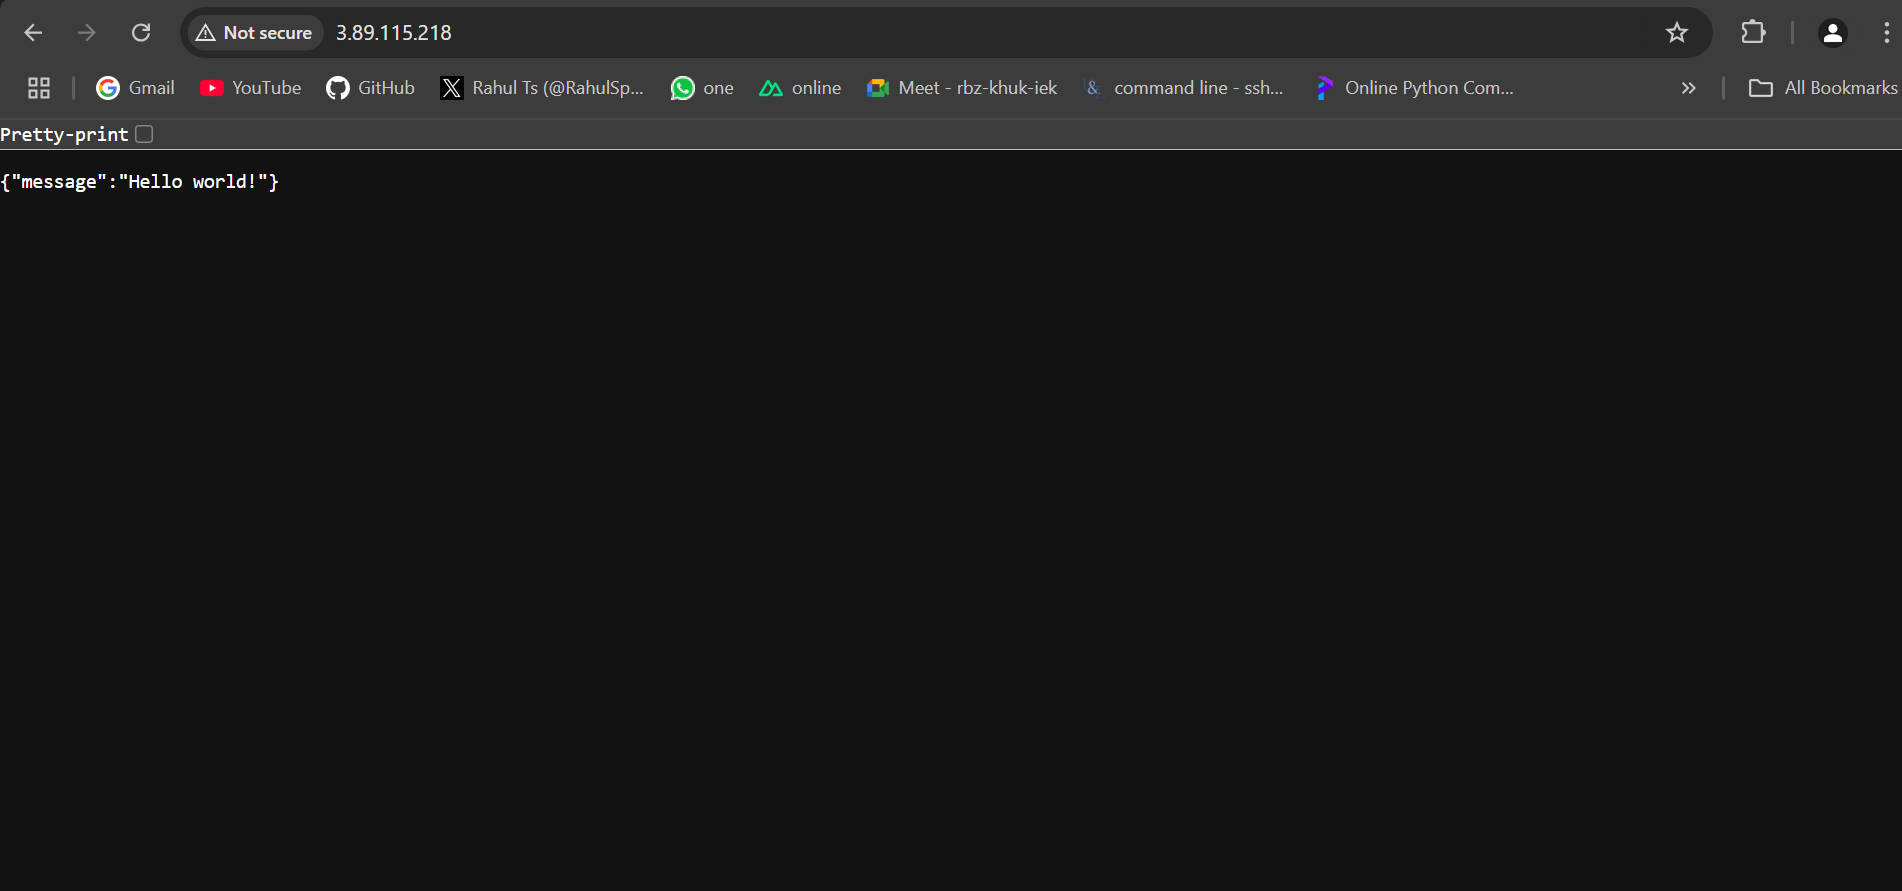 Not secure 3.89.115.218
Gmail YouTube GitHub Rahul Ts (@RahulSp... one online Meet - rbz-khuk-iek command line - ssh... Online Python Com... » All Bookmarks
Pretty-print
{"message":"Hello world!"}